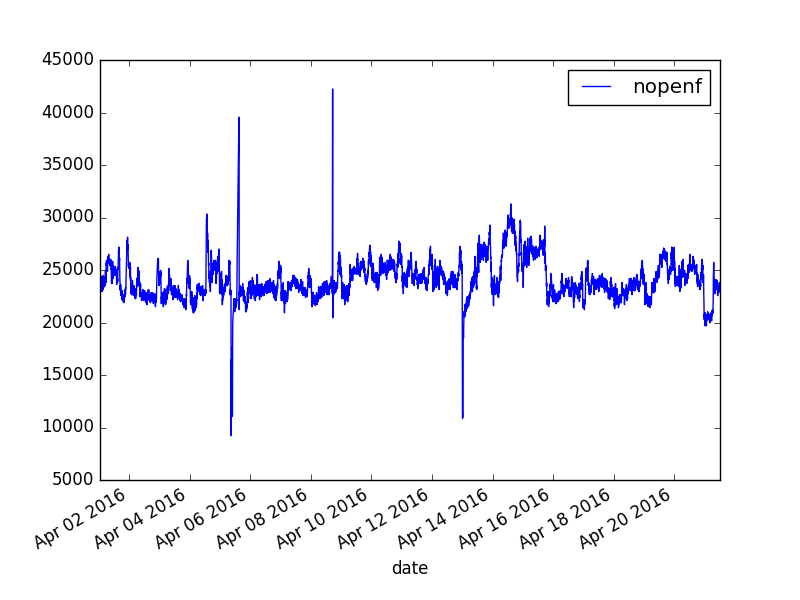 45000
40000
35000
30000
25000
20000
15000
10000
5000
nopenf
Apr 02 2016
Apr 04 2016
Apr 06 2016
Apr 08 2016
Apr 10 2016
Apr 12 2016
Apr 14 2016
Apr 16 2016
Apr 18 2016
Apr 20 2016
date